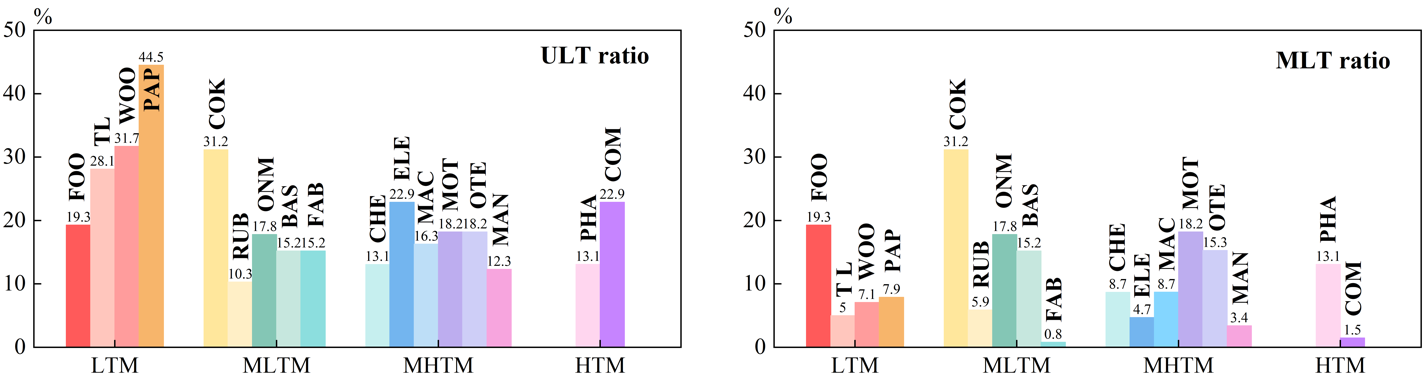 %
ULT ratio
50
40
30
20
10
0
FOO
19.3
TL
28.1
WOO
31.7
PAP
44.5
COK
31.2
RUB
10.3
ONM
17.8
BAS
15.2
FAB
15.2
CHE
13.1
ELE
22.9
MAC
16.3
MOT
18.2
OTE
18.2
MAN
12.3
PHA
13.1
COM
22.9
LTM
MLTM
MHTM
HTM
%
MLT ratio
50
40
30
20
10
0
FOO
19.3
T L
5
WOO
7.1
PAP
7.9
COK
31.2
RUB
5.9
ONM
17.8
BAS
15.2
FAB
0.8
CHE
8.7
ELE
4.7
MAC
8.7
MOT
18.2
OTE
15.3
MAN
3.4
PHA
13.1
COM
1.5
LTM
MLTM
MHTM
HTM